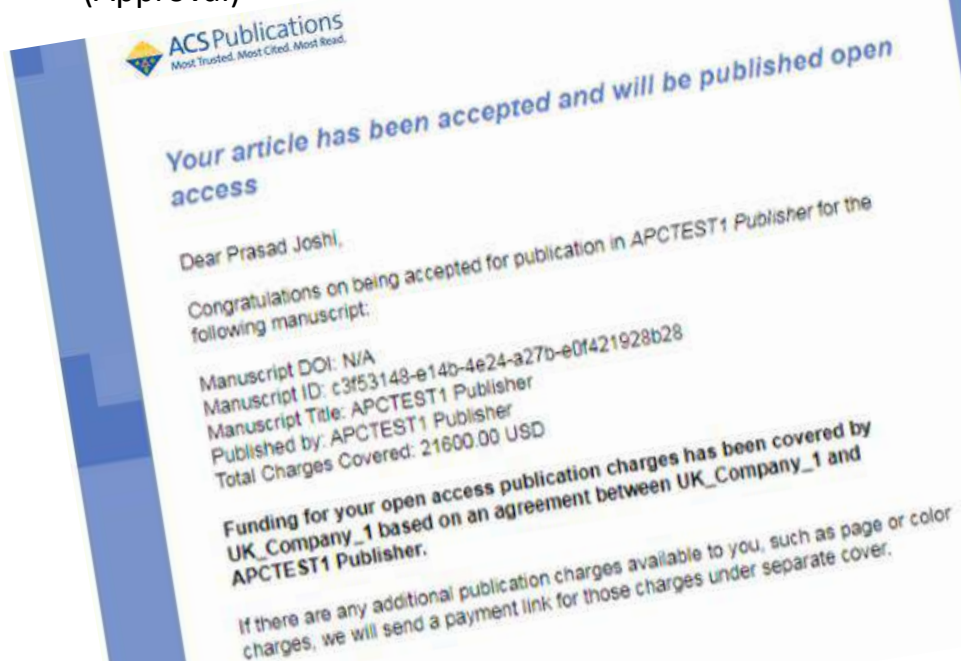 (Approval)
ACS Publications
Most Trusted. Most Cited. Most Read.
Your article has been accepted and will be published open
access
Dear Prasad Joshi,
Congratulations on being accepted for publication in APCTEST1 Publisher for the
following manuscript:
Manuscript DOI: N/A
Manuscript ID: c3f53148-e14b-4e24-a27b-e0f421928b28
Manuscript Title: APCTEST1 Publisher
Published by: APCTEST1 Publisher
Total Charges Covered: 21600.00 USD
Funding for your open access publication charges has been covered by
UK_Company_1 based on an agreement between UK_Company_1 and
APCTEST1 Publisher.
If there are any additional publication charges available to you, such as page or color
charges, we will send a payment link for those charges under separate cover.